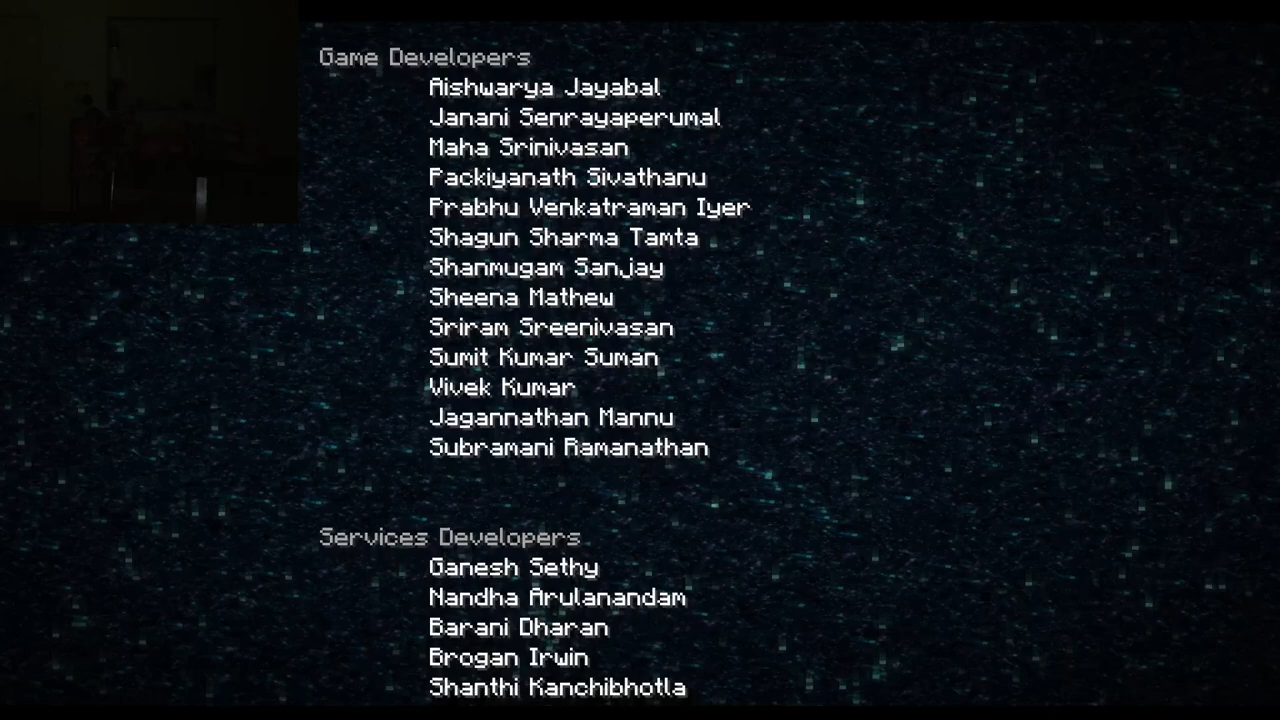 Game Developers
Aishwarya Jayabal
Janani Senrayaperumal
Maha Srinivasan
Packiyanath Sivathanu
Prabhu Venkatraman Iyer
Shagun Sharma Tamta
Shanmugam Sanjay
Sheena Mathew
Sriram Sreenivasan
Sumit Kumar Suman
Vivek Kumar
Jagannathan Mannu
Subramani Ramanathan
Services Developers
Ganesh Sethy
Nandha Arulanandam
Barani Dharan
Brogan Irwin
Shanthi Kanchibhotla